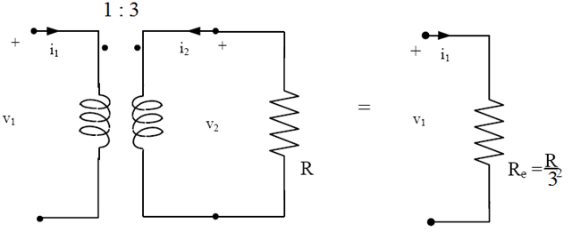 1 : 3
+ i₁ i₂ + + i₁
v₁ v₂ = v₁
R Rₑ = R/3²